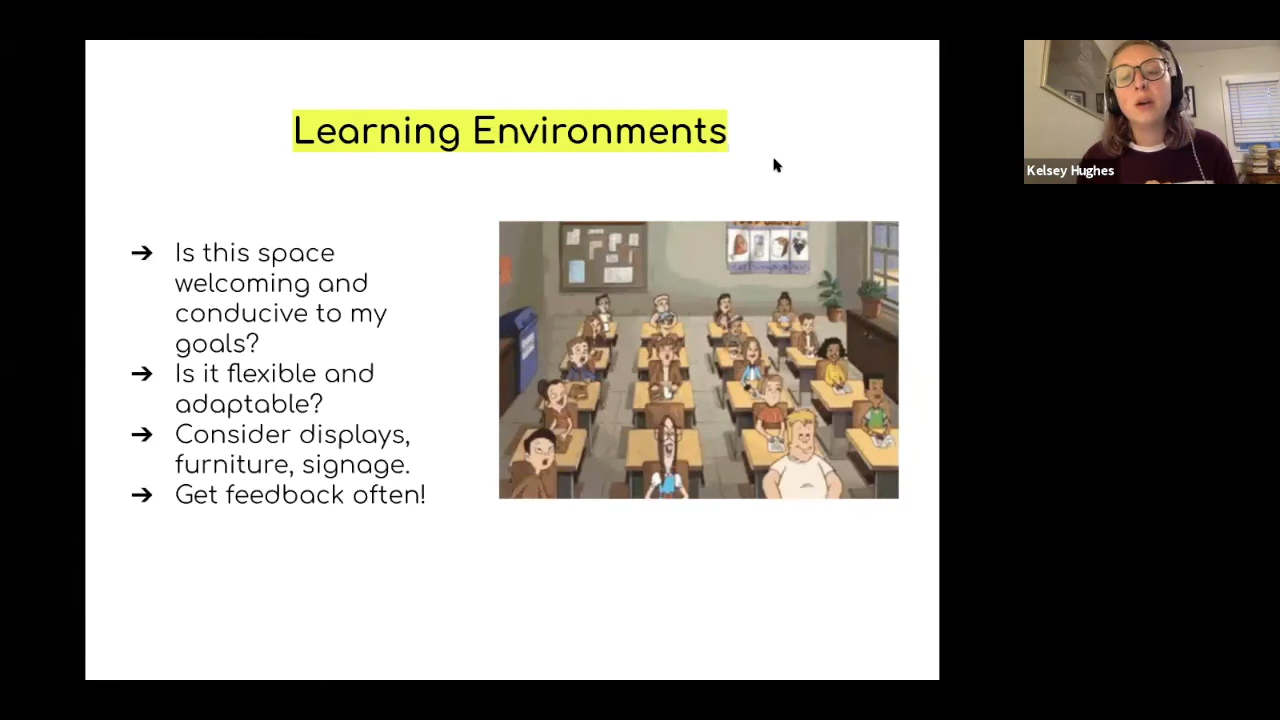 Learning Environments
➔ Is this space
welcoming and
conducive to my
goals?
➔ Is it flexible and
adaptable?
➔ Consider displays,
furniture, signage.
➔ Get feedback often!
Kelsey Hughes